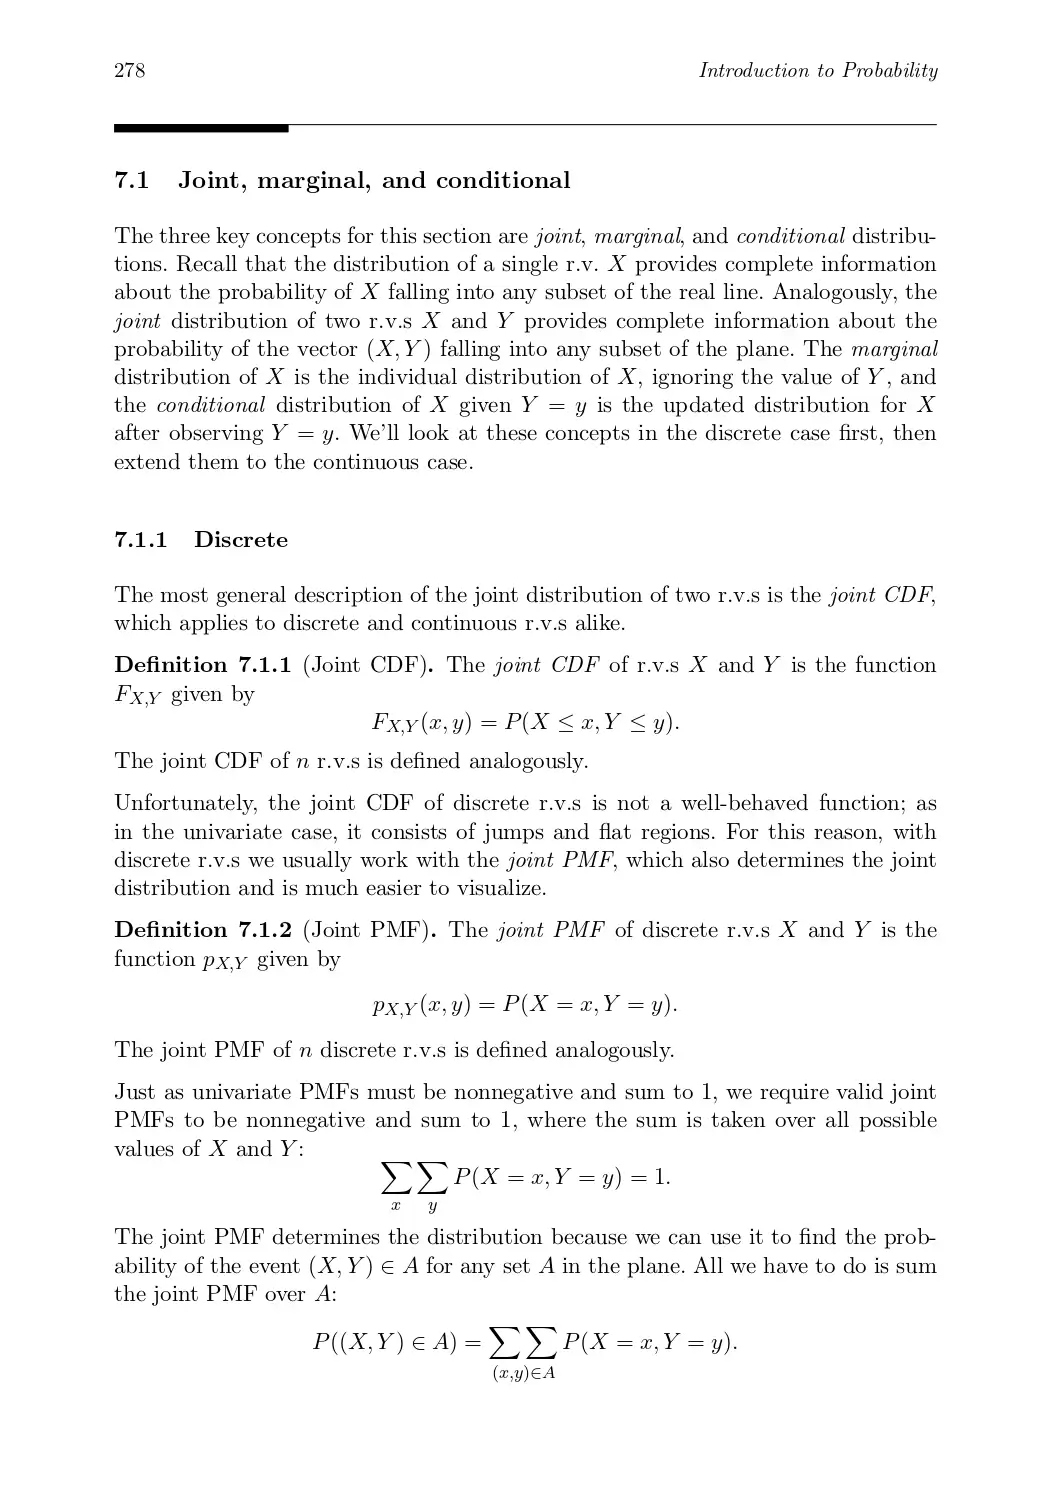 278 Introduction to Probability
7.1 Joint, marginal, and conditional
The three key concepts for this section are joint, marginal, and conditional distribu-
tions. Recall that the distribution of a single r.v. X provides complete information
about the probability of X falling into any subset of the real line. Analogously, the
joint distribution of two r.v.s X and Y provides complete information about the
probability of the vector (X, Y) falling into any subset of the plane. The marginal
distribution of X is the individual distribution of X, ignoring the value of Y, and
the conditional distribution of X given Y = y is the updated distribution for X
after observing Y = y. We'll look at these concepts in the discrete case first, then
extend them to the continuous case.
7.1.1 Discrete
The most general description of the joint distribution of two r.v.s is the joint CDF,
which applies to discrete and continuous r.v.s alike.
Definition 7.1.1 (Joint CDF). The joint CDF of r.v.s X and Y is the function
F_{X,Y} given by
F_{X,Y}(x, y) = P(X ≤ x, Y ≤ y).
The joint CDF of n r.v.s is defined analogously.
Unfortunately, the joint CDF of discrete r.v.s is not a well-behaved function; as
in the univariate case, it consists of jumps and flat regions. For this reason, with
discrete r.v.s we usually work with the joint PMF, which also determines the joint
distribution and is much easier to visualize.
Definition 7.1.2 (Joint PMF). The joint PMF of discrete r.v.s X and Y is the
function p_{X,Y} given by
p_{X,Y}(x, y) = P(X = x, Y = y).
The joint PMF of n discrete r.v.s is defined analogously.
Just as univariate PMFs must be nonnegative and sum to 1, we require valid joint
PMFs to be nonnegative and sum to 1, where the sum is taken over all possible
values of X and Y:
∑_x ∑_y P(X = x, Y = y) = 1.
The joint PMF determines the distribution because we can use it to find the prob-
ability of the event (X, Y) ∈ A for any set A in the plane. All we have to do is sum
the joint PMF over A:
P((X, Y) ∈ A) = ∑∑_{(x,y)∈A} P(X = x, Y = y).